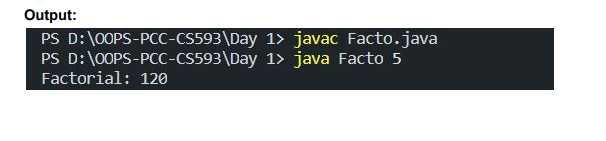 Output:
PS D:\OOPS-PCC-CS593\Day 1> javac Facto.java
PS D:\OOPS-PCC-CS593\Day 1> java Facto 5
Factorial: 120